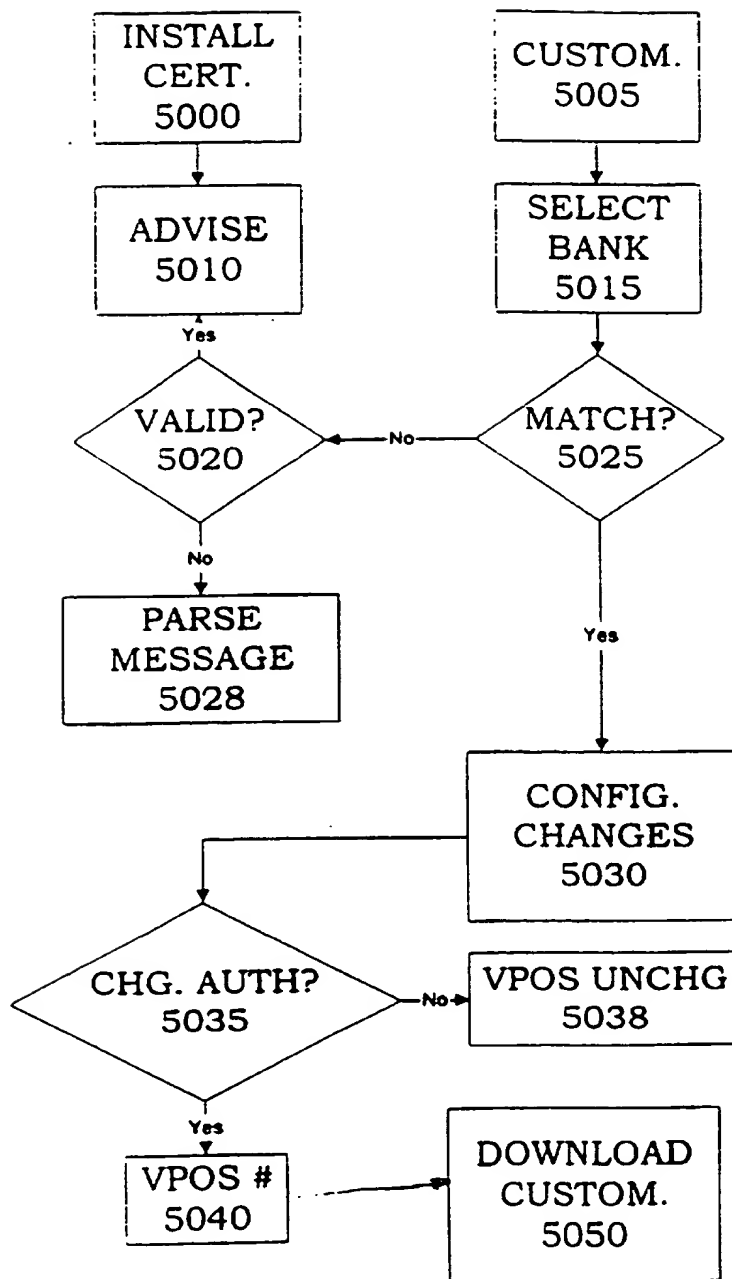 INSTALL
CERT.
5000
CUSTOM.
5005
ADVISE
5010
SELECT
BANK
5015
Yes
VALID?
5020
No
MATCH?
5025
No
PARSE
MESSAGE
5028
Yes
CONFIG.
CHANGES
5030
CHG. AUTH?
5035
No
VPOS UNCHG
5038
Yes
VPOS #
5040
DOWNLOAD
CUSTOM.
5050